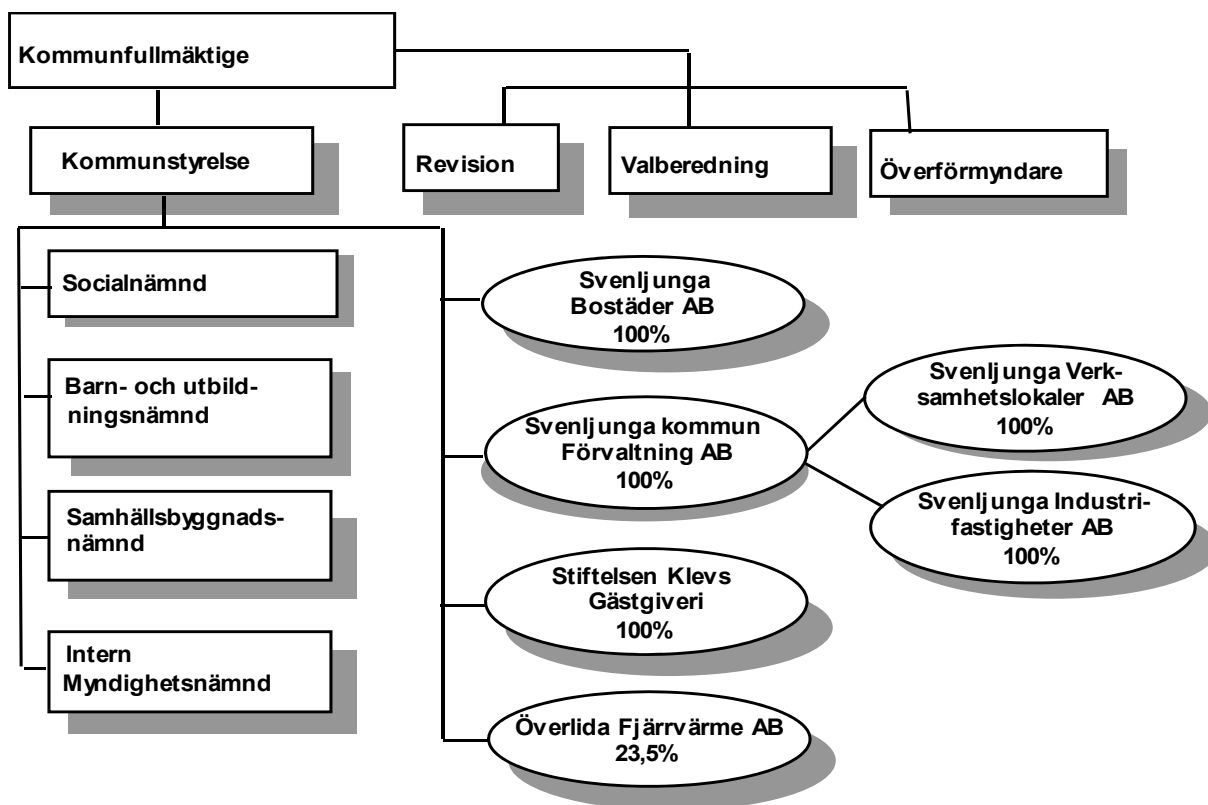 Kommunfullmäktige
Kommunstyrelse
Revision
Valberedning
Överförmyndare
Socialnämnd
Barn- och utbild-
ningsnämnd
Samhällsbyggnads-
nämnd
Intern
Myndighetsnämnd
Svenljunga
Bostäder AB
100%
Svenljunga kommun
Förvaltning AB
100%
Svenljunga Verk-
samhetslokaler AB
100%
Svenljunga Industri-
fastigheter AB
100%
Stiftelsen Klevs
Gästgiveri
100%
Överlida Fjärrvärme AB
23,5%